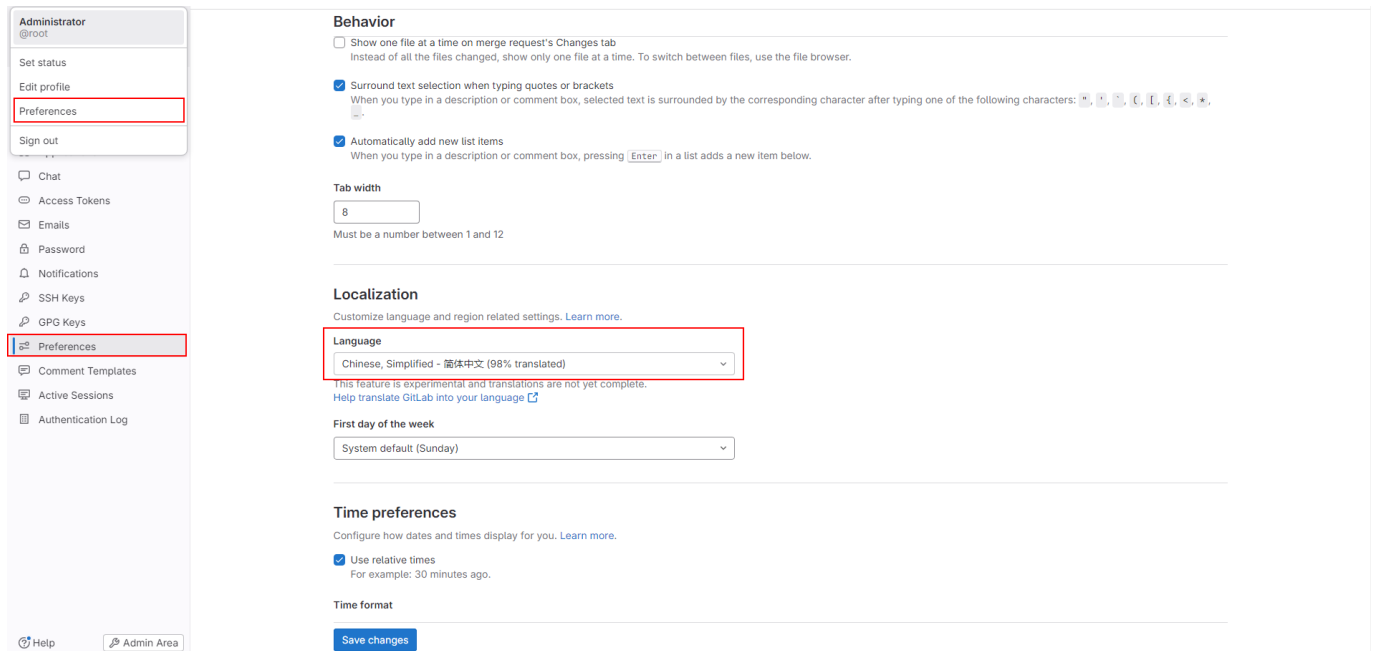 Administrator
@root
Set status
Edit profile
Preferences
Sign out
Chat
Access Tokens
Emails
Password
Notifications
SSH Keys
GPG Keys
Preferences
Comment Templates
Active Sessions
Authentication Log
Help
Admin Area
Behavior
Show one file at a time on merge request's Changes tab
Instead of all the files changed, show only one file at a time. To switch between files, use the file browser.
Surround text selection when typing quotes or brackets
When you type in a description or comment box, selected text is surrounded by the corresponding character after typing one of the following characters: ", ', `, (, [, {, <, *,
_.
Automatically add new list items
When you type in a description or comment box, pressing Enter in a list adds a new item below.
Tab width
8
Must be a number between 1 and 12
Localization
Customize language and region related settings. Learn more.
Language
Chinese, Simplified - 简体中文 (98% translated)
This feature is experimental and translations are not yet complete.
Help translate GitLab into your language
First day of the week
System default (Sunday)
Time preferences
Configure how dates and times display for you. Learn more.
Use relative times
For example: 30 minutes ago.
Time format
Save changes